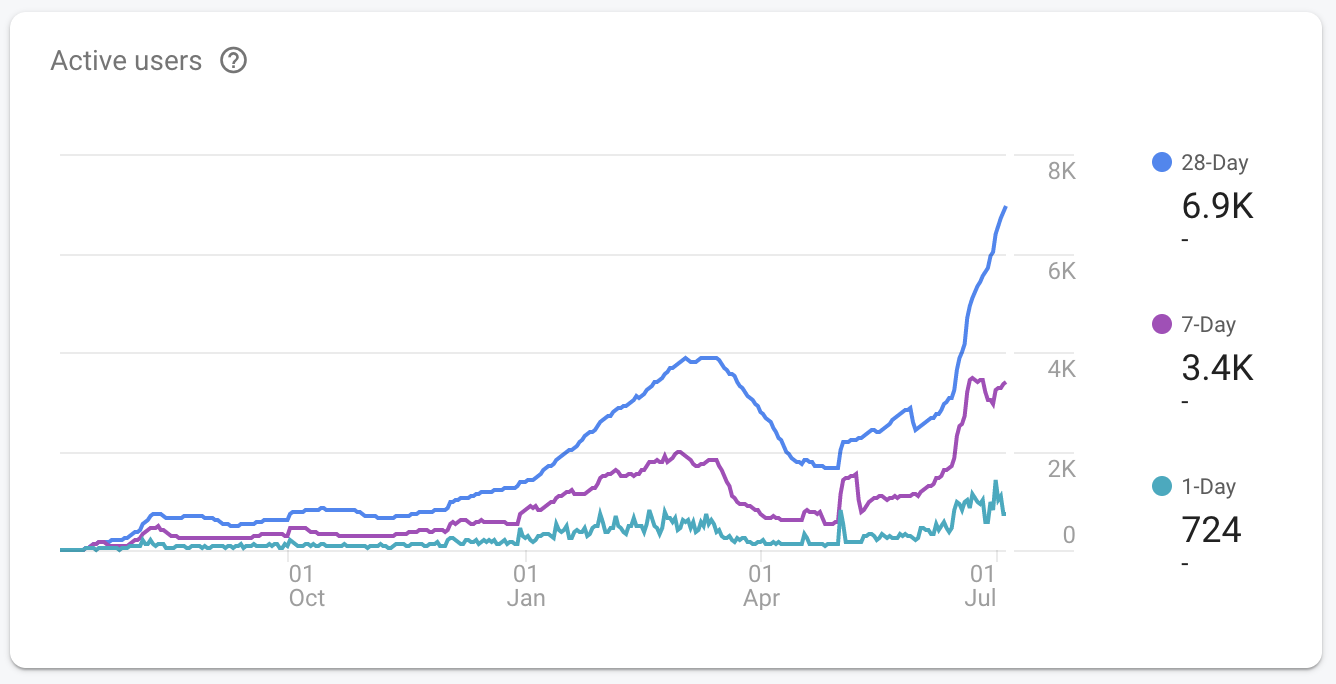 Active users
8K
6K
4K
2K
0
01
Oct
01
Jan
01
Apr
01
Jul
28-Day
6.9K
-
7-Day
3.4K
-
1-Day
724
-